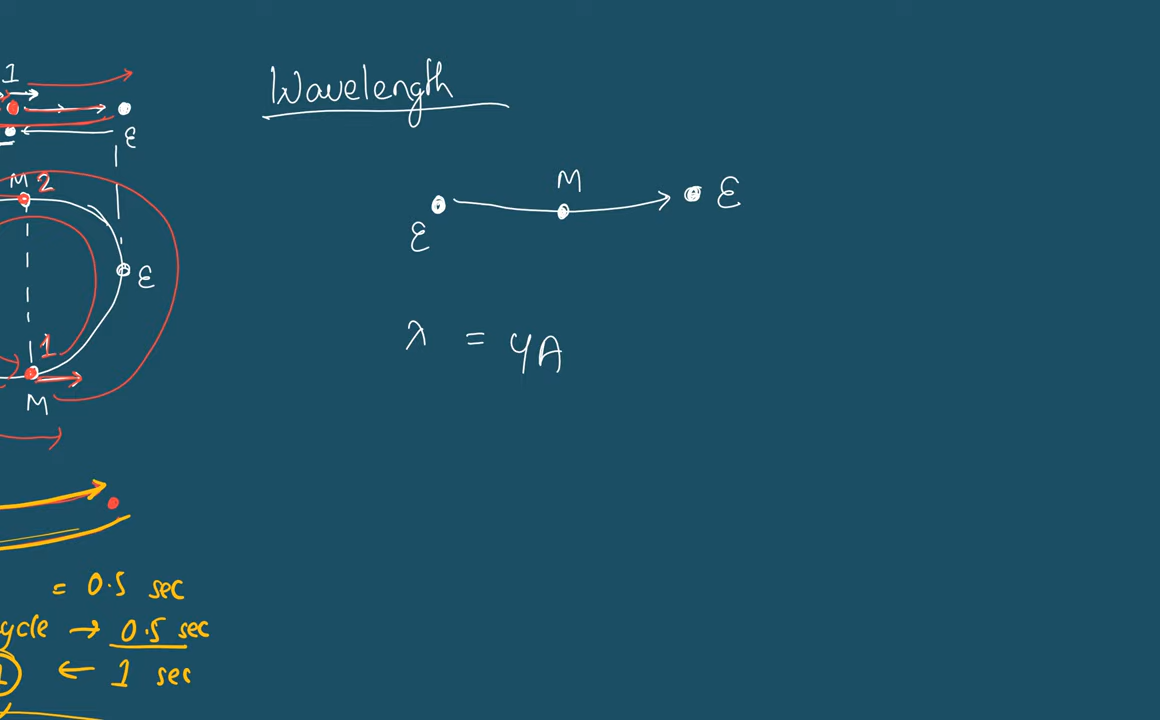 Wavelength
1
ε
M 2
ε
1
M
M
ε
ε
λ = 4A
= 0.5 sec
ycle → 0.5 sec
← 1 sec